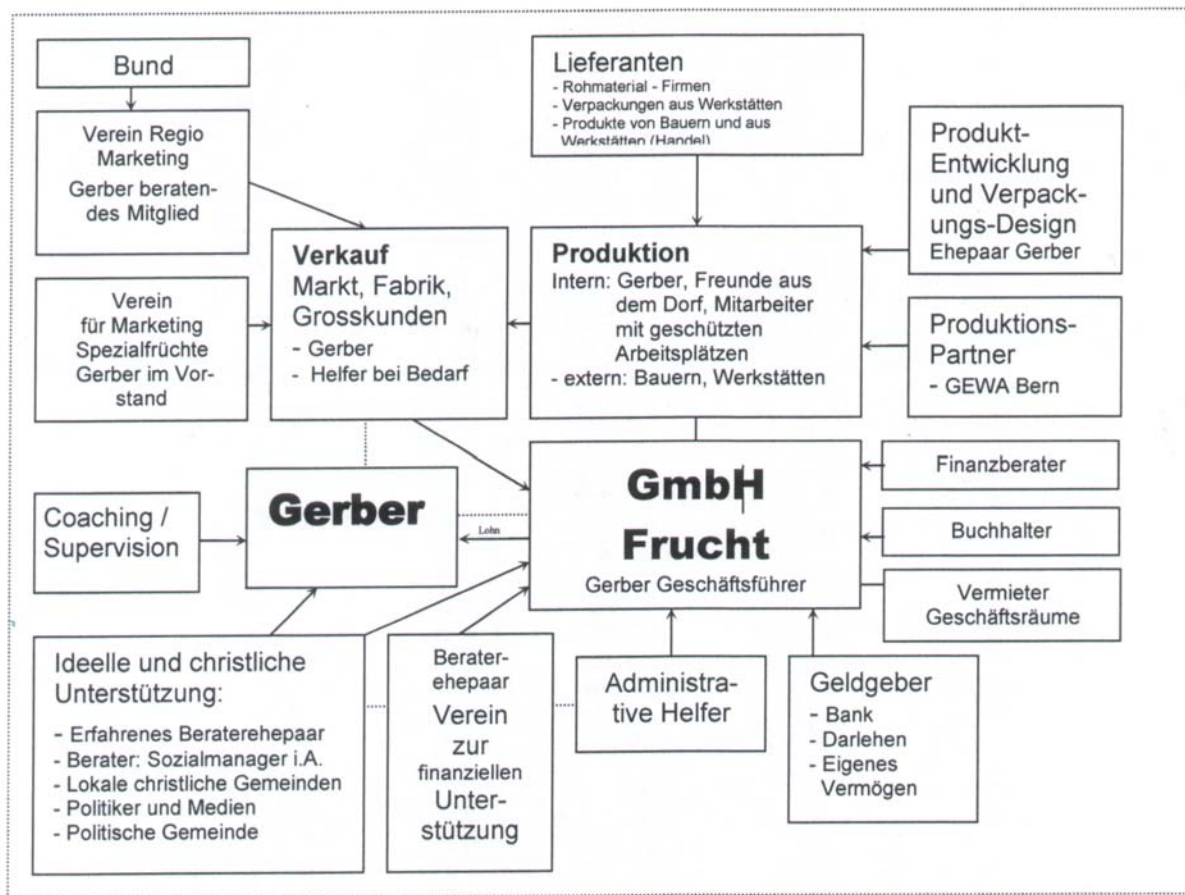 Bund
Verein Regio
Marketing
Gerber beraten-
des Mitglied
Verein
für Marketing
Spezialfrüchte
Gerber im Vor-
stand
Lieferanten
- Rohmaterial - Firmen
- Verpackungen aus Werkstätten
- Produkte von Bauern und aus
Werkstätten (Handel)
Verkauf
Markt, Fabrik,
Grosskunden
- Gerber
- Helfer bei Bedarf
Produktion
Intern: Gerber, Freunde aus
dem Dorf, Mitarbeiter
mit geschützten
Arbeitsplätzen
- extern: Bauern, Werkstätten
Produkt-
Entwicklung
und Verpack-
ungs-Design
Ehepaar Gerber
Produktions-
Partner
- GEWA Bern
Coaching /
Supervision
Gerber
Lohn
GmbH
Frucht
Gerber Geschäftsführer
Finanzberater
Buchhalter
Vermieter
Geschäftsräume
Ideelle und christliche
Unterstützung:
- Erfahrenes Beraterehepaar
- Berater: Sozialmanager i.A.
- Lokale christliche Gemeinden
- Politiker und Medien
- Politische Gemeinde
Berater-
ehepaar
Verein
zur
finanziellen
Unter-
stützung
Administra-
tive Helfer
Geldgeber
- Bank
- Darlehen
- Eigenes
Vermögen